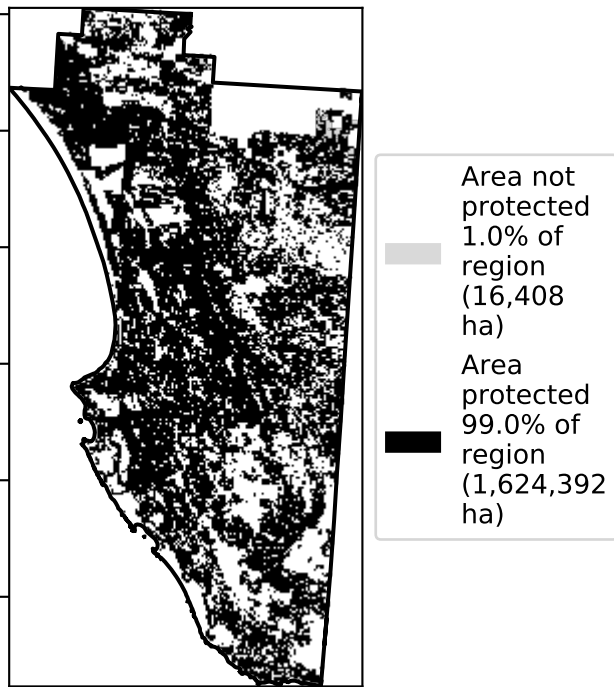 Area not
protected
1.0% of
region
(16,408
ha)
Area
protected
99.0% of
region
(1,624,392
ha)